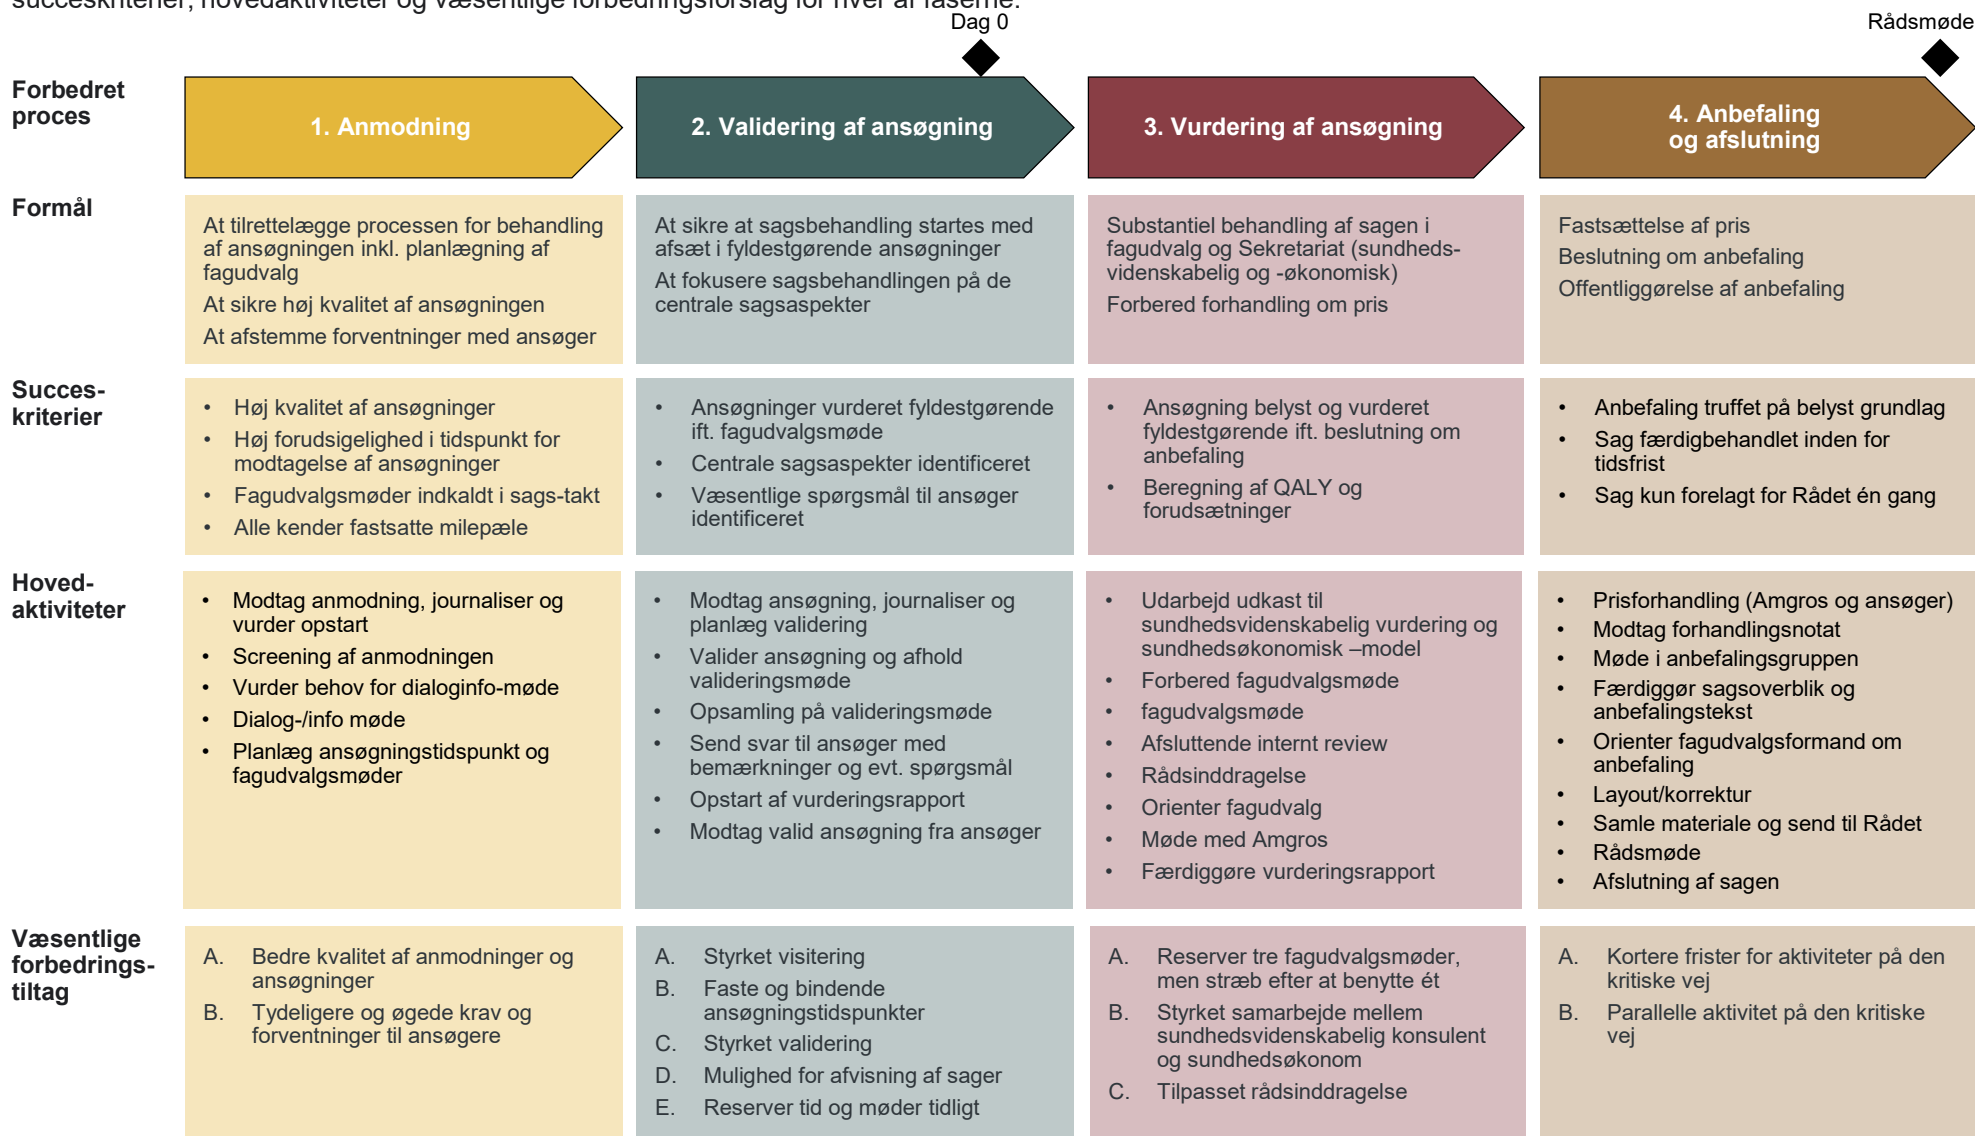 succeskriterier, hovedaktiviteter og væsentlige forbedringsforslag for hver af faserne.
Dag 0
Rådsmøde
Forbedret
proces
1. Anmodning
2. Validering af ansøgning
3. Vurdering af ansøgning
4. Anbefaling
og afslutning
Formål
At tilrettelægge processen for behandling
af ansøgningen inkl. planlægning af
fagudvalg
At sikre høj kvalitet af ansøgningen
At afstemme forventninger med ansøger
At sikre at sagsbehandling startes med
afsæt i fyldestgørende ansøgninger
At fokusere sagsbehandlingen på de
centrale sagsaspekter
Substantiel behandling af sagen i
fagudvalg og Sekretariat (sundheds-
videnskabelig og -økonomisk)
Forbered forhandling om pris
Fastsættelse af pris
Beslutning om anbefaling
Offentliggørelse af anbefaling
Succes-
kriterier
• Høj kvalitet af ansøgninger
• Høj forudsigelighed i tidspunkt for
modtagelse af ansøgninger
• Fagudvalgsmøder indkaldt i sags-takt
• Alle kender fastsatte milepæle
• Ansøgninger vurderet fyldestgørende
ift. fagudvalgsmøde
• Centrale sagsaspekter identificeret
• Væsentlige spørgsmål til ansøger
identificeret
• Ansøgning belyst og vurderet
fyldestgørende ift. beslutning om
anbefaling
• Beregning af QALY og
forudsætninger
• Anbefaling truffet på belyst grundlag
• Sag færdigbehandlet inden for
tidsfrist
• Sag kun forelagt for Rådet én gang
Hoved-
aktiviteter
• Modtag anmodning, journaliser og
vurder opstart
• Screening af anmodningen
• Vurder behov for dialoginfo-møde
• Dialog-/info møde
• Planlæg ansøgningstidspunkt og
fagudvalgsmøder
• Modtag ansøgning, journaliser og
planlæg validering
• Valider ansøgning og afhold
valideringsmøde
• Opsamling på valideringsmøde
• Send svar til ansøger med
bemærkninger og evt. spørgsmål
• Opstart af vurderingsrapport
• Modtag valid ansøgning fra ansøger
• Udarbejd udkast til
sundhedsvidenskabelig vurdering og
sundhedsøkonomisk –model
• Forbered fagudvalgsmøde
• fagudvalgsmøde
• Afsluttende internt review
• Rådsinddragelse
• Orienter fagudvalg
• Møde med Amgros
• Færdiggøre vurderingsrapport
• Prisforhandling (Amgros og ansøger)
• Modtag forhandlingsnotat
• Møde i anbefalingsgruppen
• Færdiggør sagsoverblik og
anbefalingstekst
• Orienter fagudvalgsformand om
anbefaling
• Layout/korrektur
• Samle materiale og send til Rådet
• Rådsmøde
• Afslutning af sagen
Væsentlige
forbedrings-
tiltag
A. Bedre kvalitet af anmodninger og
ansøgninger
B. Tydeligere og øgede krav og
forventninger til ansøgere
A. Styrket visitering
B. Faste og bindende
ansøgningstidspunkter
C. Styrket validering
D. Mulighed for afvisning af sager
E. Reserver tid og møder tidligt
A. Reserver tre fagudvalgsmøder,
men stræb efter at benytte ét
B. Styrket samarbejde mellem
sundhedsvidenskabelig konsulent
og sundhedsøkonom
C. Tilpasset rådsinddragelse
A. Kortere frister for aktiviteter på den
kritiske vej
B. Parallelle aktivitet på den kritiske
vej